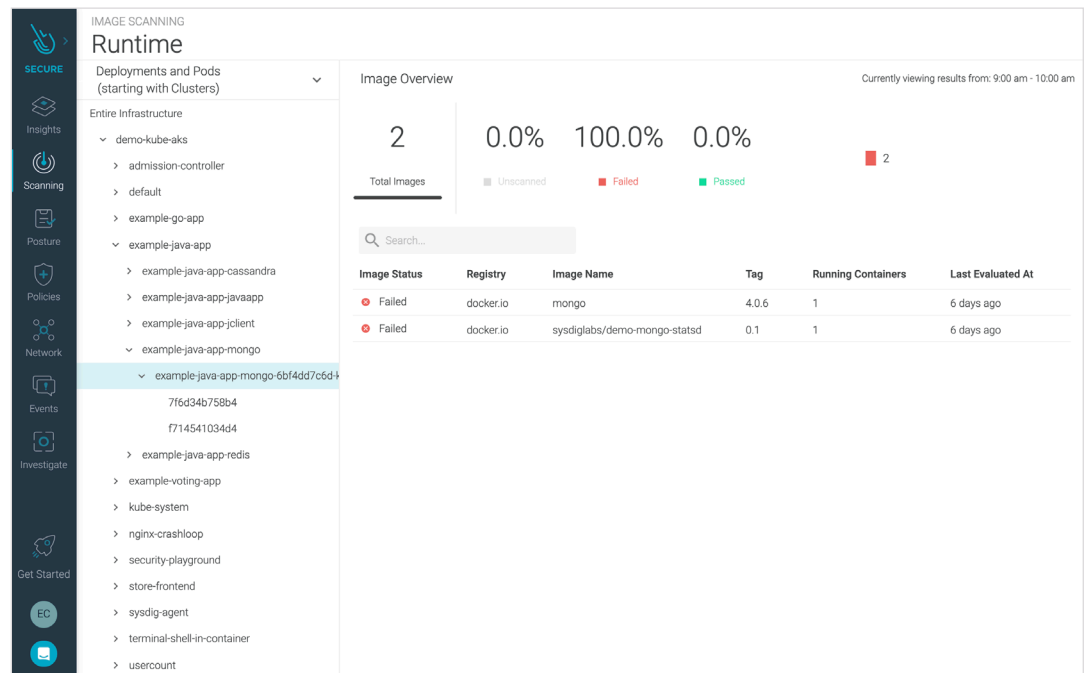 IMAGE SCANNING
Runtime
SECURE
Insights
Scanning
Posture
Policies
Network
Events
Investigate
Get Started
EC
Deployments and Pods
(starting with Clusters)
Entire Infrastructure
demo-kube-aks
admission-controller
default
example-go-app
example-java-app
example-java-app-cassandra
example-java-app-javaapp
example-java-app-jclient
example-java-app-mongo
example-java-app-mongo-6bf4dd7c6d-k
7f6d34b758b4
f714541034d4
example-java-app-redis
example-voting-app
kube-system
nginx-crashloop
security-playground
store-frontend
sysdig-agent
terminal-shell-in-container
usercount
Image Overview
Currently viewing results from: 9:00 am - 10:00 am
2 0.0% 100.0% 0.0%
2
Total Images Unscanned Failed Passed
Search...
Image Status Registry Image Name Tag Running Containers Last Evaluated At
Failed docker.io mongo 4.0.6 1 6 days ago
Failed docker.io sysdiglabs/demo-mongo-statsd 0.1 1 6 days ago